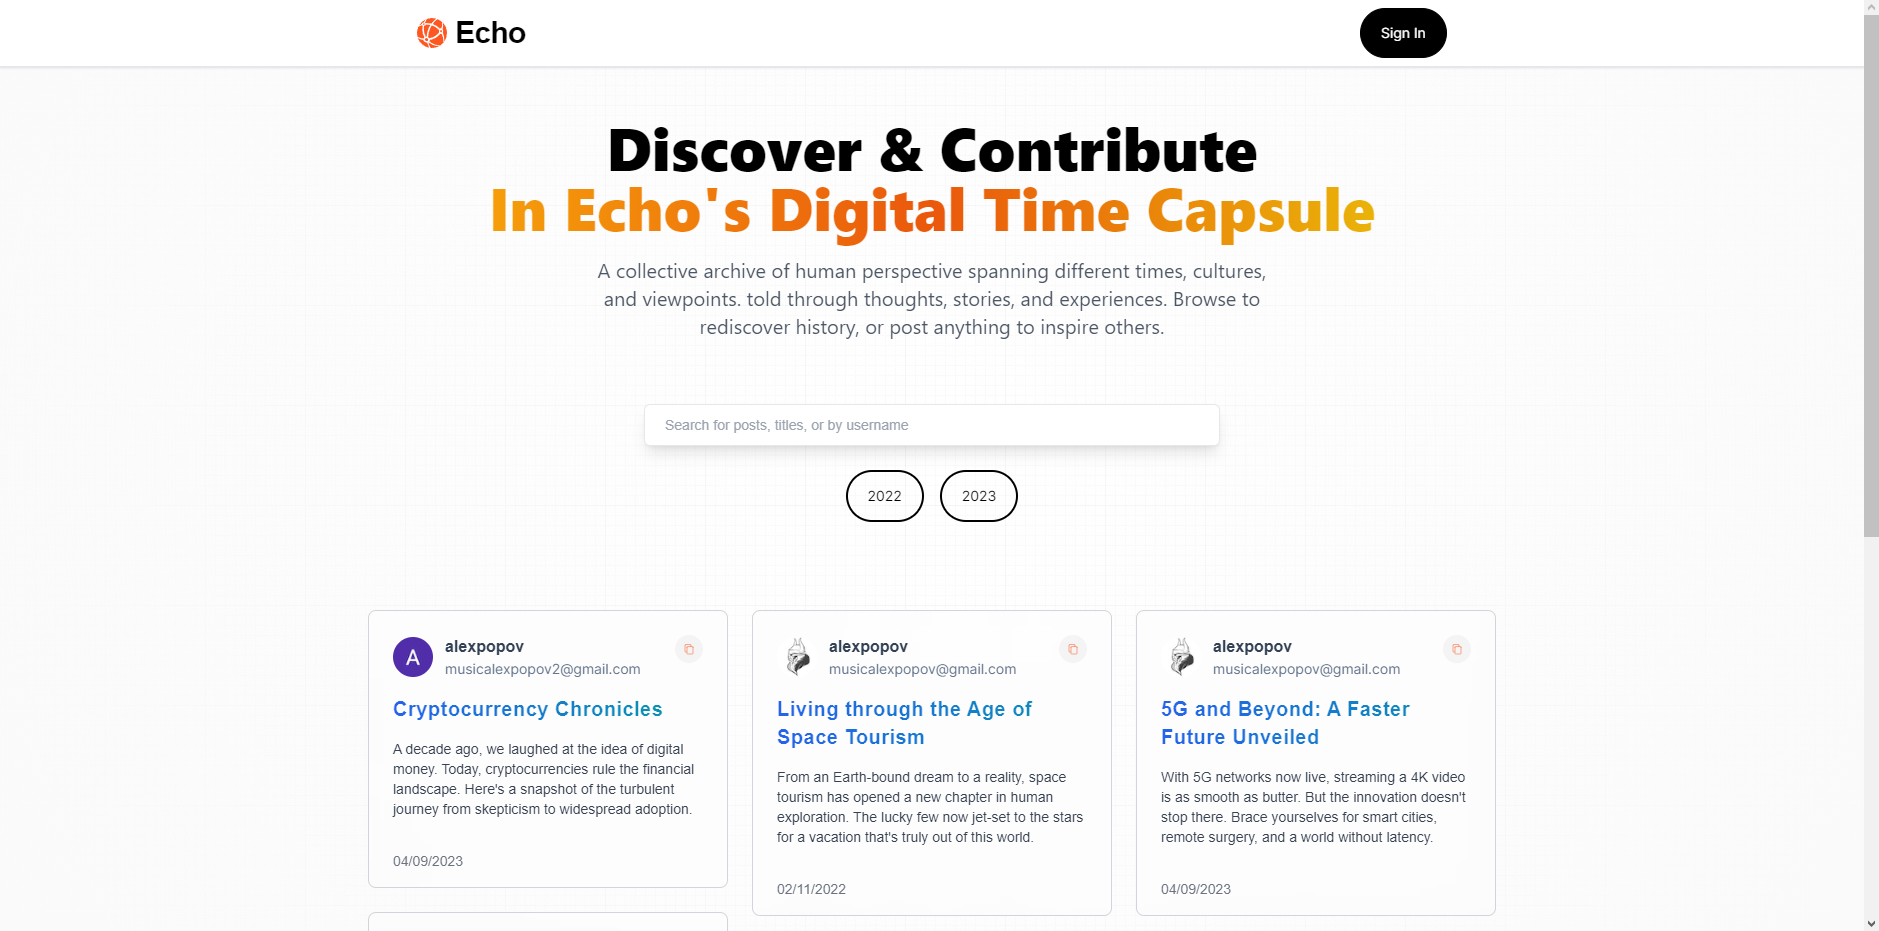 Echo
Sign In
Discover & Contribute
In Echo's Digital Time Capsule
A collective archive of human perspective spanning different times, cultures,
and viewpoints. told through thoughts, stories, and experiences. Browse to
rediscover history, or post anything to inspire others.
Search for posts, titles, or by username
2022
2023
A
alexpopov
musicalexpopov2@gmail.com
Cryptocurrency Chronicles
A decade ago, we laughed at the idea of digital
money. Today, cryptocurrencies rule the financial
landscape. Here's a snapshot of the turbulent
journey from skepticism to widespread adoption.
04/09/2023
alexpopov
musicalexpopov@gmail.com
Living through the Age of
Space Tourism
From an Earth-bound dream to a reality, space
tourism has opened a new chapter in human
exploration. The lucky few now jet-set to the stars
for a vacation that's truly out of this world.
02/11/2022
alexpopov
musicalexpopov@gmail.com
5G and Beyond: A Faster
Future Unveiled
With 5G networks now live, streaming a 4K video
is as smooth as butter. But the innovation doesn't
stop there. Brace yourselves for smart cities,
remote surgery, and a world without latency.
04/09/2023